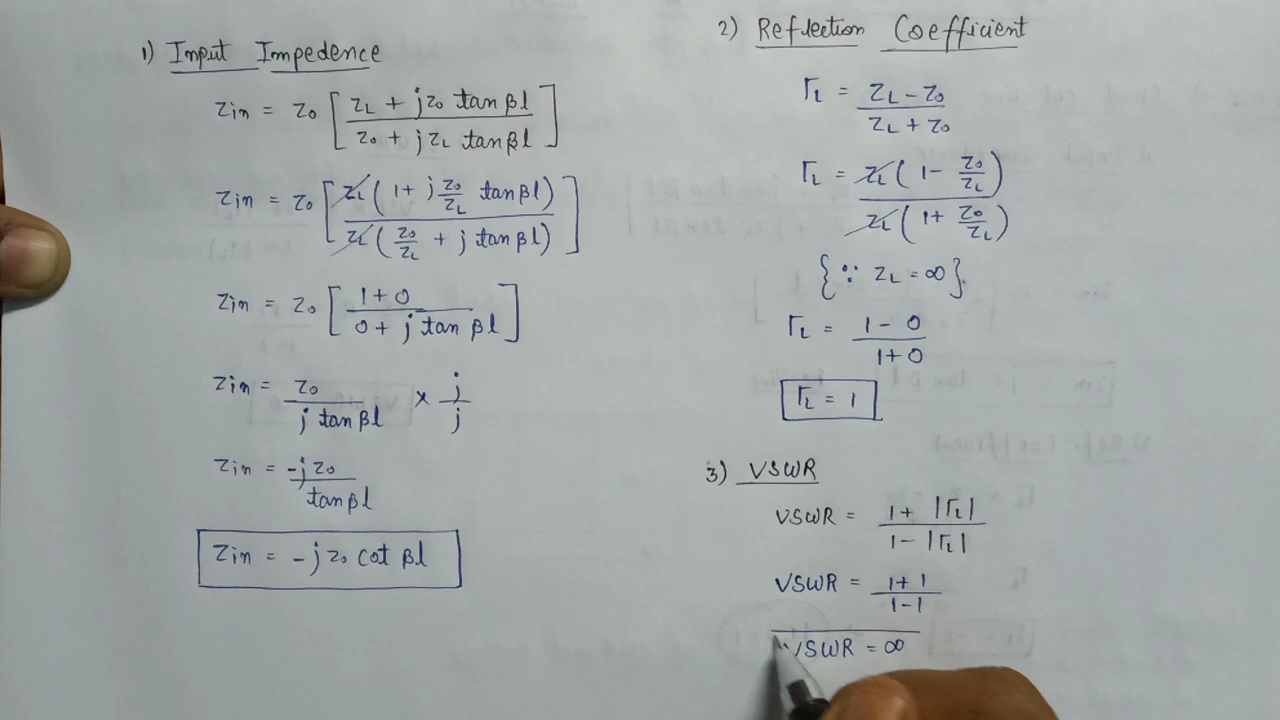 1) Input Impedence
Zin = Z0 [ ZL + jZ0 tan βl / Z0 + jZL tan βl ]
Zin = Z0 [ ZL ( 1 + j Z0/ZL tan βl ) / ZL ( Z0/ZL + j tan βl ) ]
Zin = Z0 [ 1 + 0 / 0 + j tan βl ]
Zin = Z0 / j tan βl × j / j
Zin = -jZ0 / tan βl
Zin = -jZ0 cot βl
2) Reflection Coefficient
ΓL = ZL - Z0 / ZL + Z0
ΓL = ZL ( 1 - Z0/ZL ) / ZL ( 1 + Z0/ZL )
{ ∵ ZL = ∞ }
ΓL = 1 - 0 / 1 + 0
ΓL = 1
3) VSWR
VSWR = 1 + |ΓL| / 1 - |ΓL|
VSWR = 1 + 1 / 1 - 1
VSWR = ∞